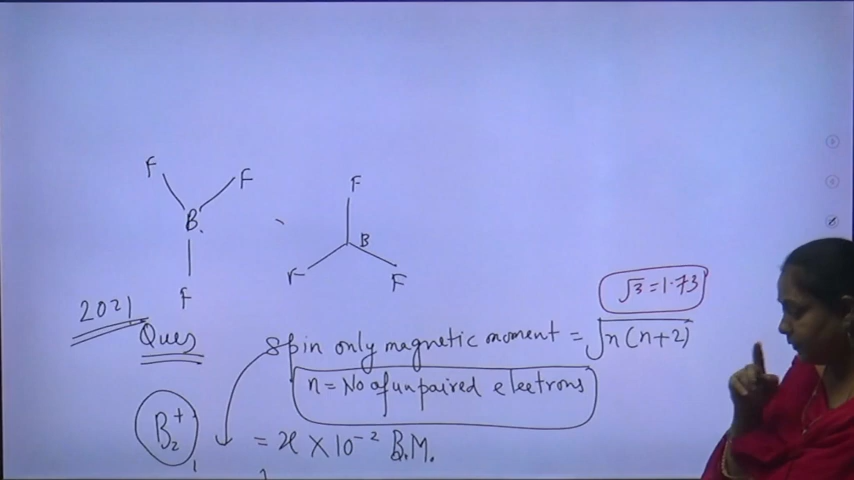 F
F
B
F
F
B
F
F
2021
Ques
√3 = 1.73
Spin only magnetic moment = √n(n+2)
n = No of unpaired electrons
B₂⁺
= x × 10⁻² B.M.